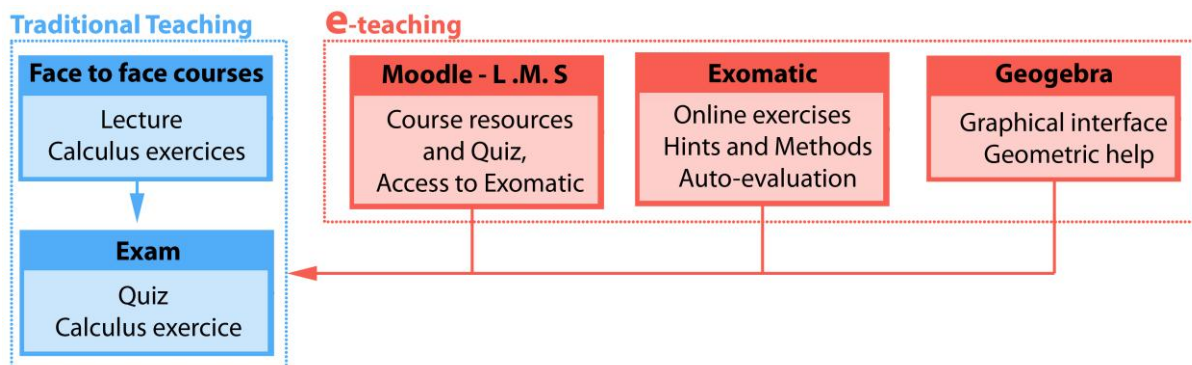 Traditional Teaching
Face to face courses
Lecture
Calculus exercices
Exam
Quiz
Calculus exercice
e-teaching
Moodle - L .M. S
Course resources
and Quiz,
Access to Exomatic
Exomatic
Online exercises
Hints and Methods
Auto-evaluation
Geogebra
Graphical interface
Geometric help